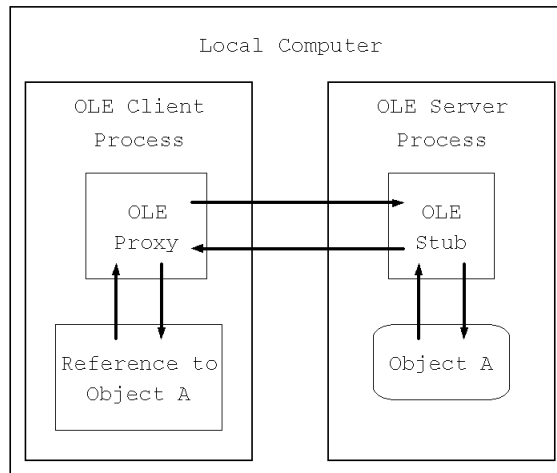 Local Computer
OLE Client
Process
OLE
Proxy
Reference to
Object A
OLE Server
Process
OLE
Stub
Object A